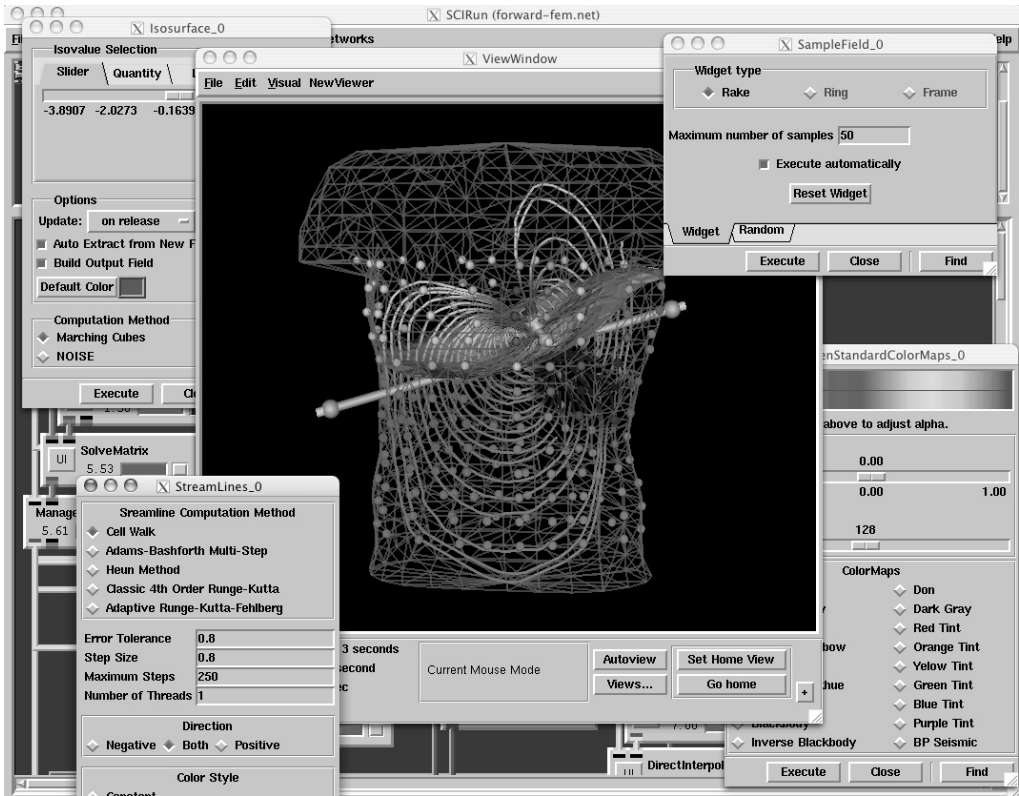 SCIRun (forward-fem.net)
Isosurface_0
Isovalue Selection
Slider Quantity
-3.8907 -2.0273 -0.1639
Options
Update: on release
Auto Extract from New F
Build Output Field
Default Color
Computation Method
Marching Cubes
NOISE
Execute
ViewWindow
File Edit Visual NewViewer
3 seconds
Current Mouse Mode
Autoview
Views...
Set Home View
Go home
+
SampleField_0
Widget type
Rake Ring Frame
Maximum number of samples 50
Execute automatically
Reset Widget
Widget Random
Execute Close Find
UI SolveMatrix
5.53
5.61
StreamLines_0
Sreamline Computation Method
Cell Walk
Adams-Bashforth Multi-Step
Heun Method
Classic 4th Order Runge-Kutta
Adaptive Runge-Kutta-Fehlberg
Error Tolerance 0.8
Step Size 0.8
Maximum Steps 250
Number of Threads 1
Direction
Negative Both Positive
Color Style
Constant
enStandardColorMaps_0
above to adjust alpha.
0.00
0.00 1.00
128
ColorMaps
Don
Dark Gray
Red Tint
Orange Tint
Yelow Tint
Green Tint
Blue Tint
Purple Tint
Inverse Blackbody BP Seismic
Execute Close Find
DirectInterpol